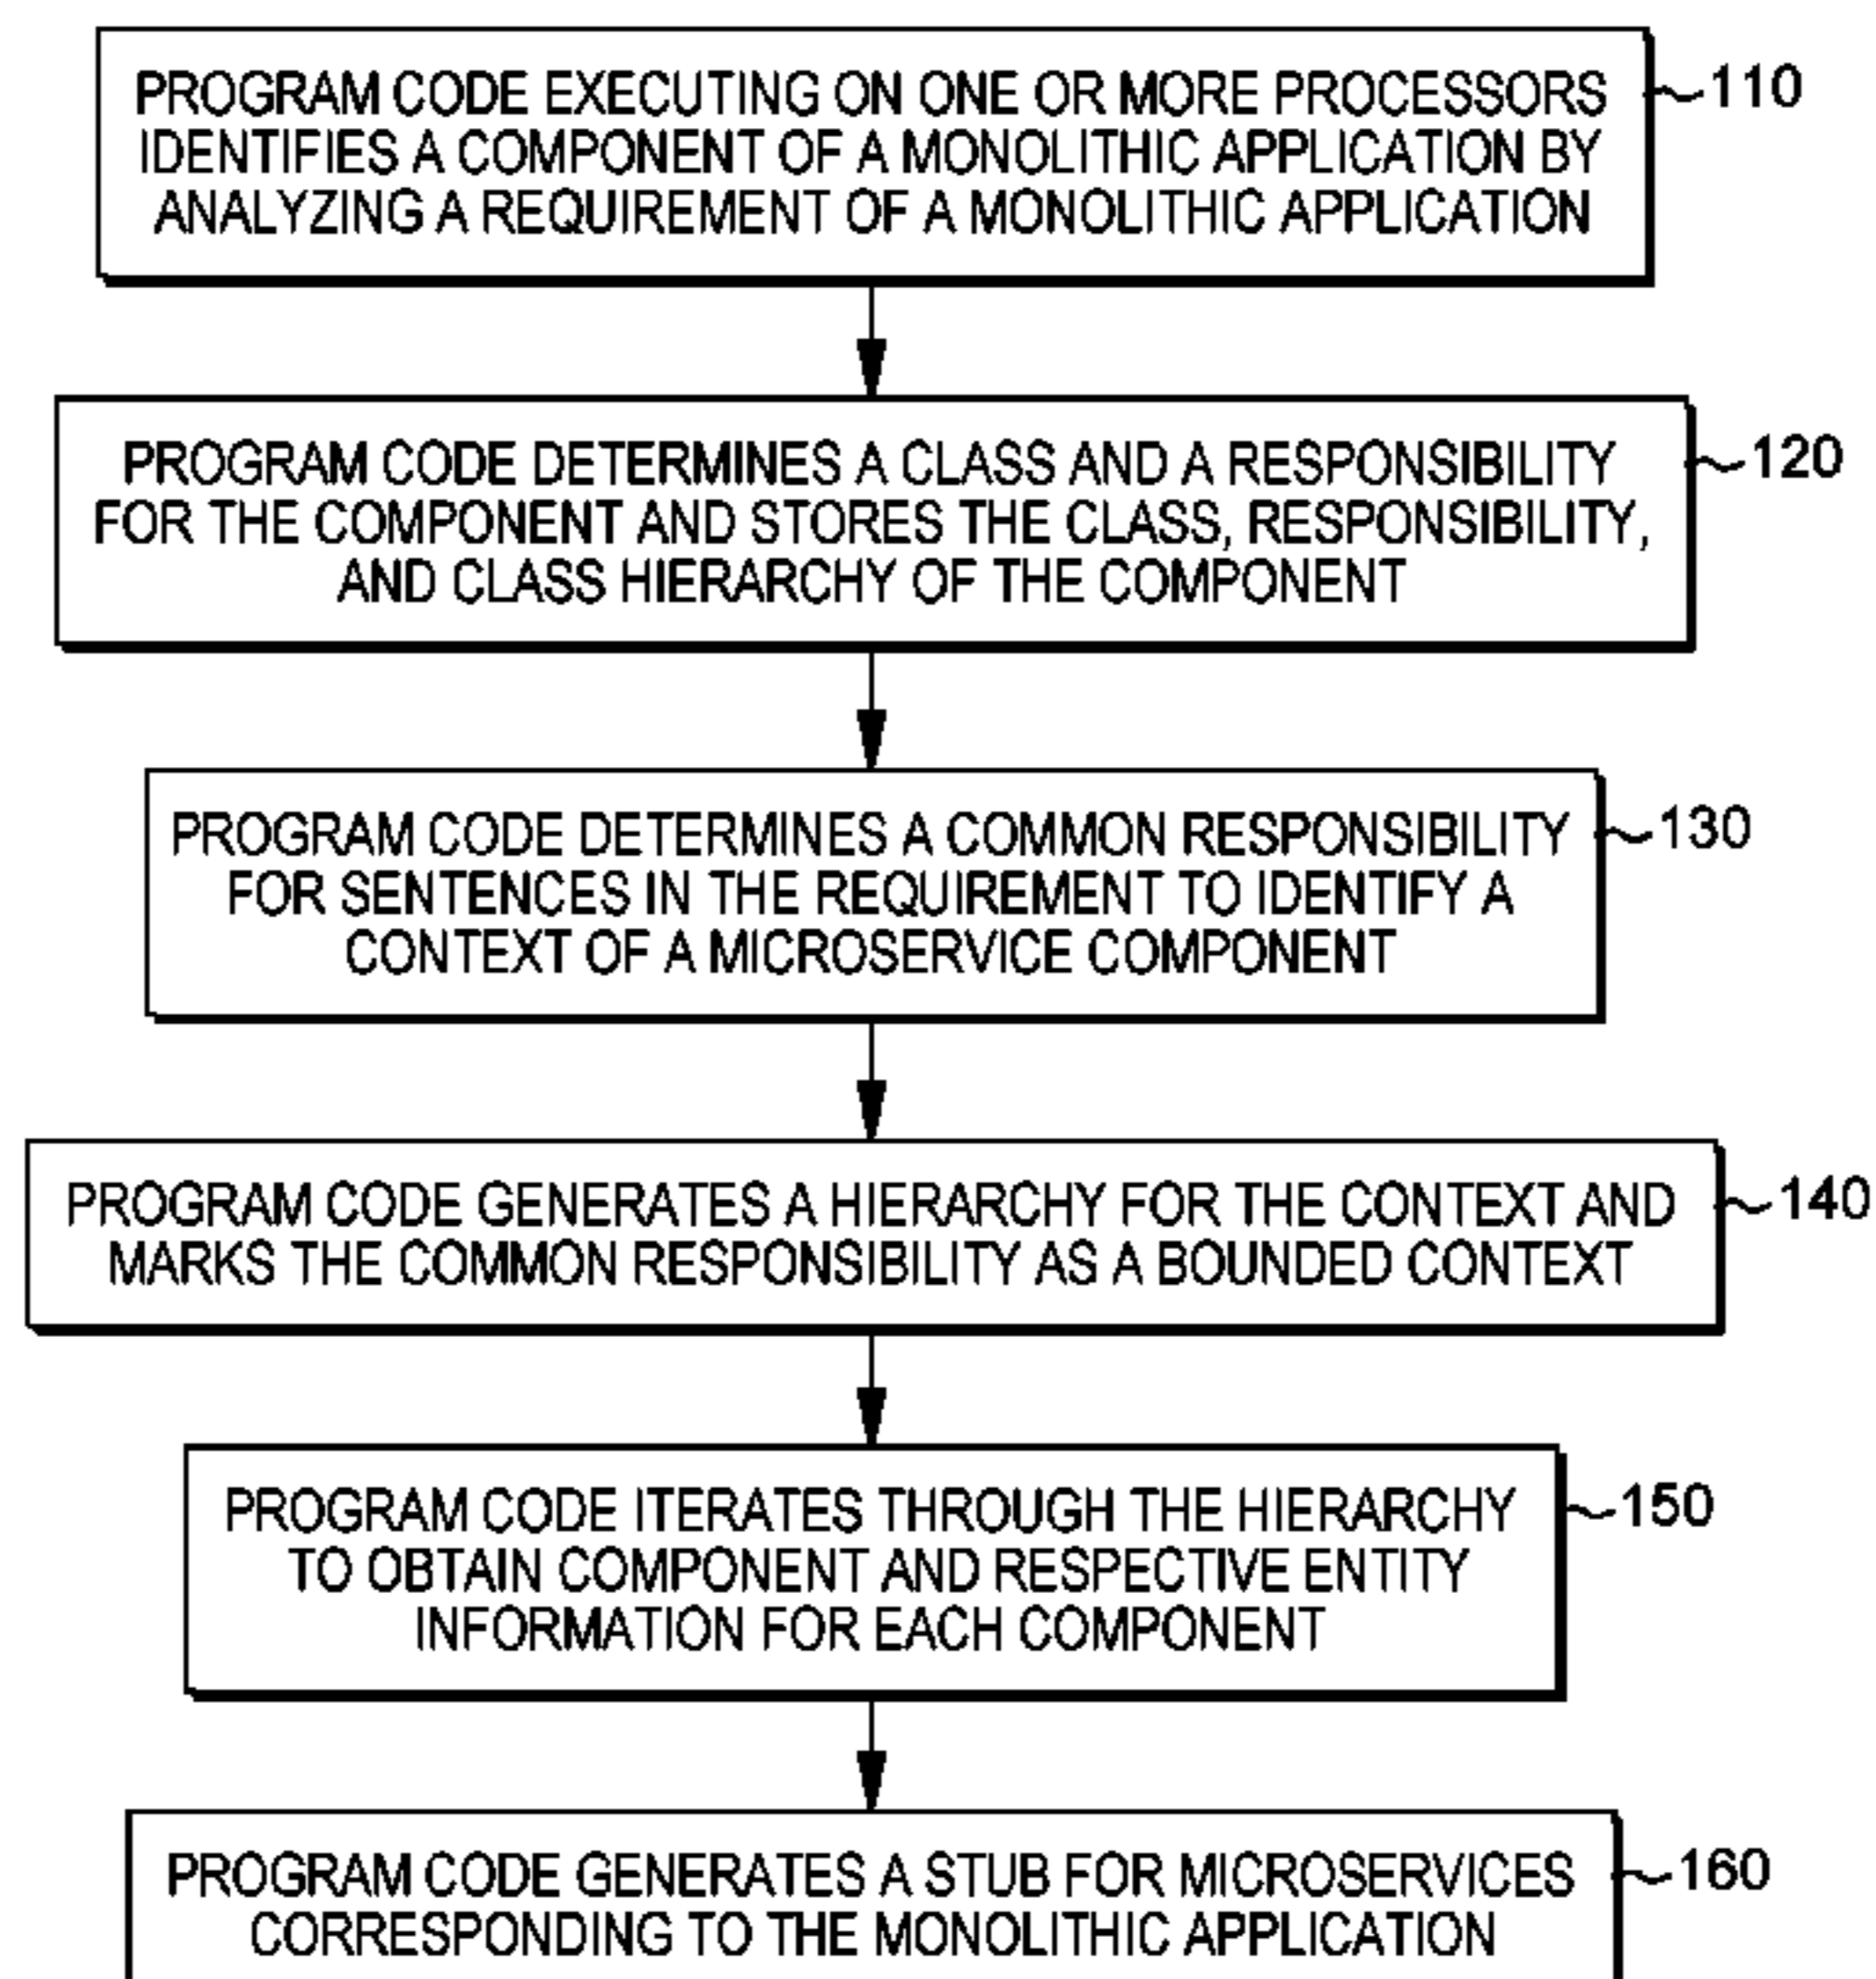 PROGRAM CODE EXECUTING ON ONE OR MORE PROCESSORS
IDENTIFIES A COMPONENT OF A MONOLITHIC APPLICATION BY
ANALYZING A REQUIREMENT OF A MONOLITHIC APPLICATION
110
PROGRAM CODE DETERMINES A CLASS AND A RESPONSIBILITY
FOR THE COMPONENT AND STORES THE CLASS, RESPONSIBILITY,
AND CLASS HIERARCHY OF THE COMPONENT
120
PROGRAM CODE DETERMINES A COMMON RESPONSIBILITY
FOR SENTENCES IN THE REQUIREMENT TO IDENTIFY A
CONTEXT OF A MICROSERVICE COMPONENT
130
PROGRAM CODE GENERATES A HIERARCHY FOR THE CONTEXT AND
MARKS THE COMMON RESPONSIBILITY AS A BOUNDED CONTEXT
140
PROGRAM CODE ITERATES THROUGH THE HIERARCHY
TO OBTAIN COMPONENT AND RESPECTIVE ENTITY
INFORMATION FOR EACH COMPONENT
150
PROGRAM CODE GENERATES A STUB FOR MICROSERVICES
CORRESPONDING TO THE MONOLITHIC APPLICATION
160